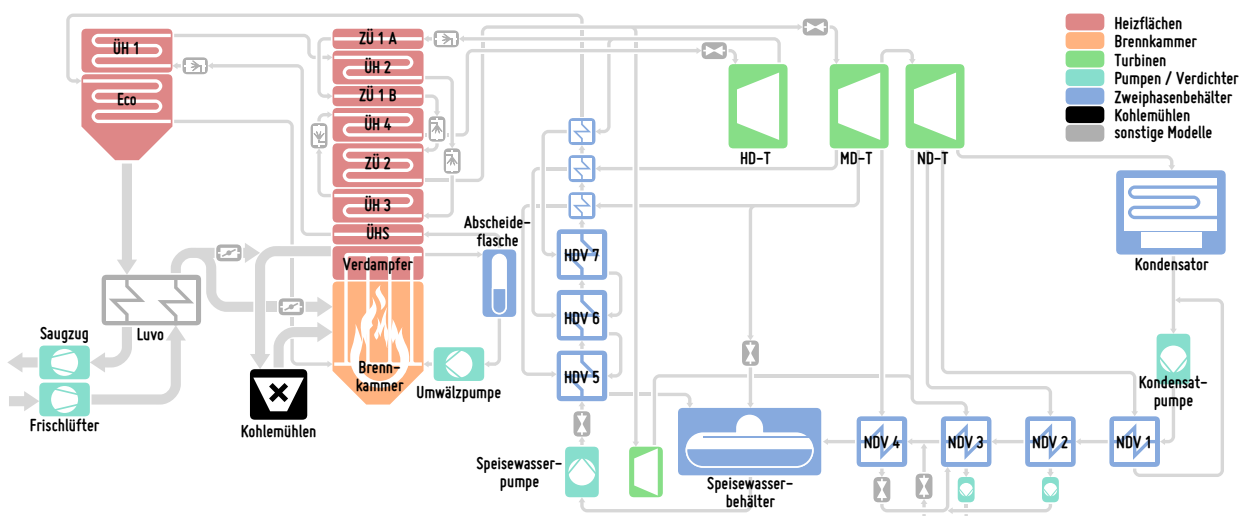 ÜH 1
Eco
ZÜ 1 A
ÜH 2
ZÜ 1 B
ÜH 4
ZÜ 2
ÜH 3
ÜHS
Verdampfer
Brenn-
kammer
Abscheide-
flasche
Umwälzpumpe
Luvo
Saugzug
Frischlüfter
Kohlemühlen
HDV 7
HDV 6
HDV 5
Speisewasser-
pumpe
Speisewasser-
behälter
HD-T
MD-T
ND-T
Kondensator
Kondensat-
pumpe
NDV 4
NDV 3
NDV 2
NDV 1
Heizflächen
Brennkammer
Turbinen
Pumpen / Verdichter
Zweiphasenbehälter
Kohlemühlen
sonstige Modelle